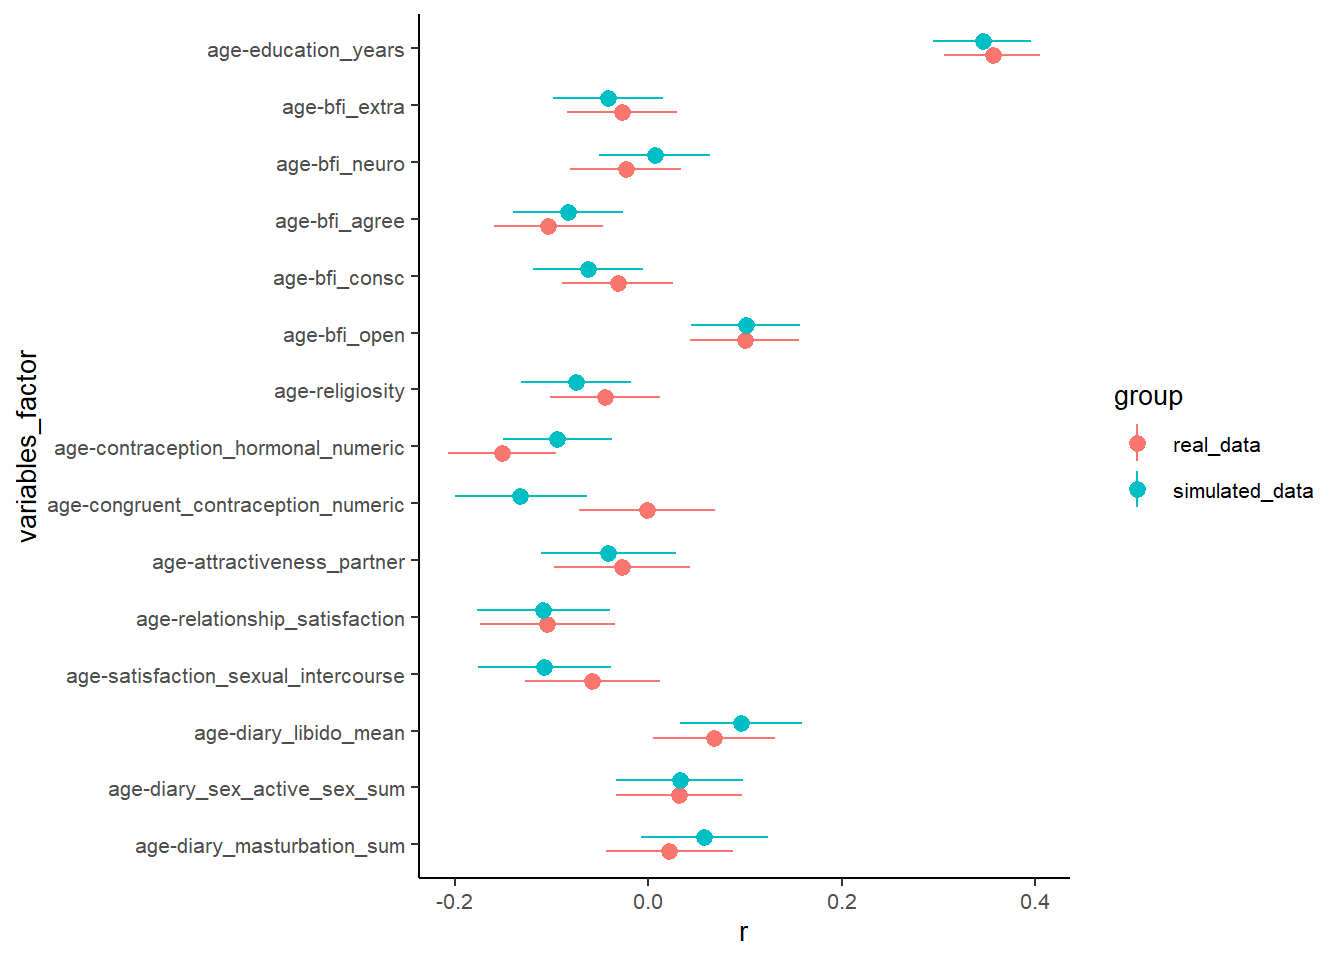 variables_factor
age-education_years
age-bfi_extra
age-bfi_neuro
age-bfi_agree
age-bfi_consc
age-bfi_open
age-religiosity
age-contraception_hormonal_numeric
age-congruent_contraception_numeric
age-attractiveness_partner
age-relationship_satisfaction
age-satisfaction_sexual_intercourse
age-diary_libido_mean
age-diary_sex_active_sex_sum
age-diary_masturbation_sum
-0.2 0.0 0.2 0.4
r
group
real_data
simulated_data